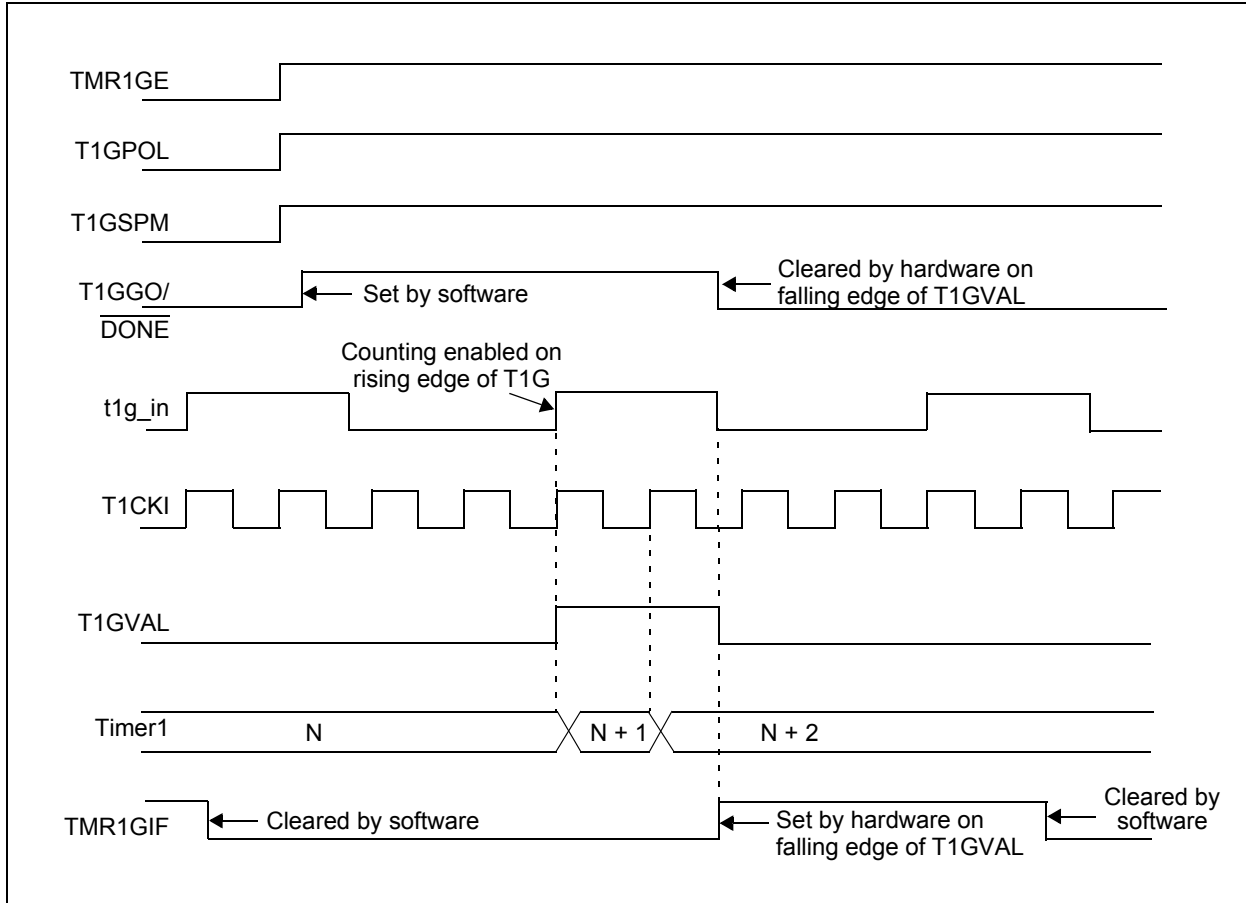 TMR1GE
T1GPOL
T1GSPM
T1GGO/
DONE
Set by software
Cleared by hardware on
falling edge of T1GVAL
Counting enabled on
rising edge of T1G
t1g_in
T1CKI
T1GVAL
Timer1
N
N + 1
N + 2
TMR1GIF
Cleared by software
Set by hardware on
falling edge of T1GVAL
Cleared by
software